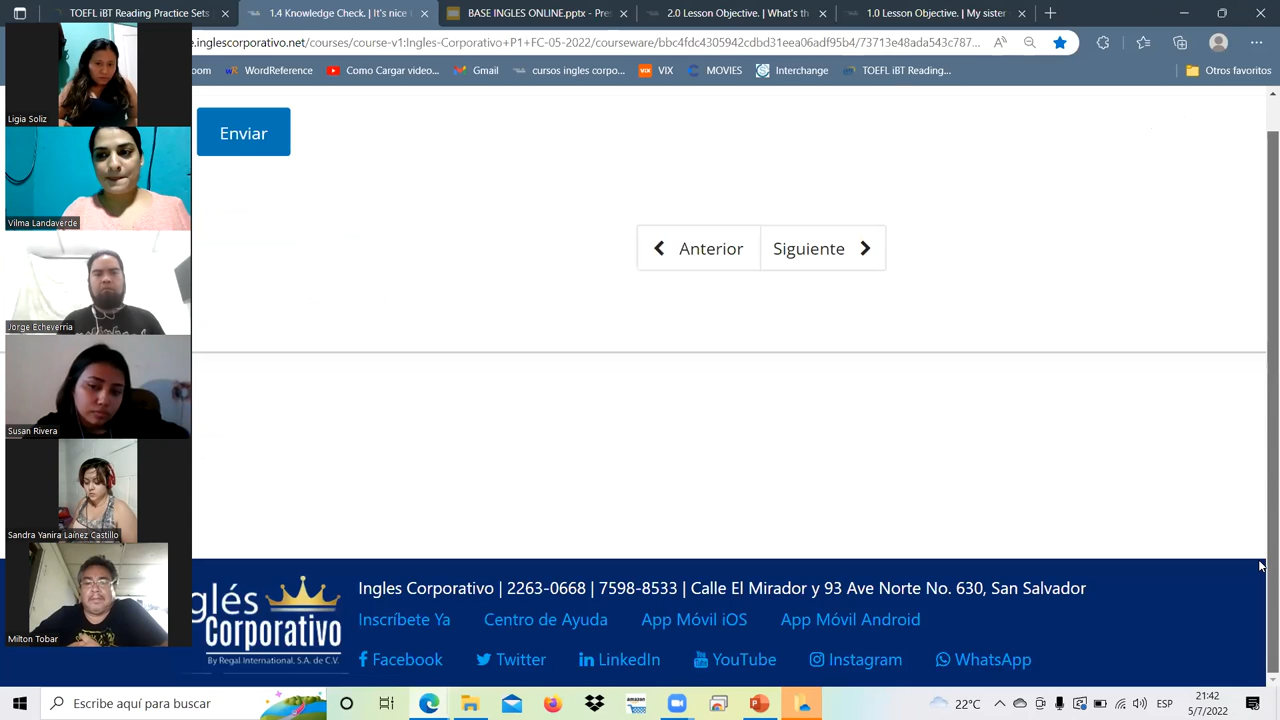 TOEFL IBT Reading Practice Sets
1.4 Knowledge Check. | It's nice
BASIC INGLES ONLINE.pptx - Pre
2.0 Lesson Objective. | What's
1.0 Lesson Objective. | My
.inglescorporativo.net/courses/course-v1:Ingles-Corporativo+P1+FC-05-2022/courseware/bbc4fdc4305942cdbd31eea06adf95b4/73713e48ada543c787...
oom WordReference Como Cargar video... Gmail cursos ingles corpo... VIX MOVIES Interchange TOEFL iBT Reading... Otros favoritos
Ligia Soliz
Enviar
Vilma Landaverde
Anterior Siguiente
Jorge Echeverria
Susan Rivera
Sandra Yanira Laínez Castillo
Milton Tobar
glés
Corporativo
By Regal International, S.A. de C.V.
Ingles Corporativo | 2263-0668 | 7598-8533 | Calle El Mirador y 93 Ave Norte No. 630, San Salvador
Inscríbete Ya Centro de Ayuda App Móvil iOS App Móvil Android
Facebook Twitter LinkedIn YouTube Instagram WhatsApp
Escribe aquí para buscar
amazon
22°C
ESP
21:42
5/7/2022